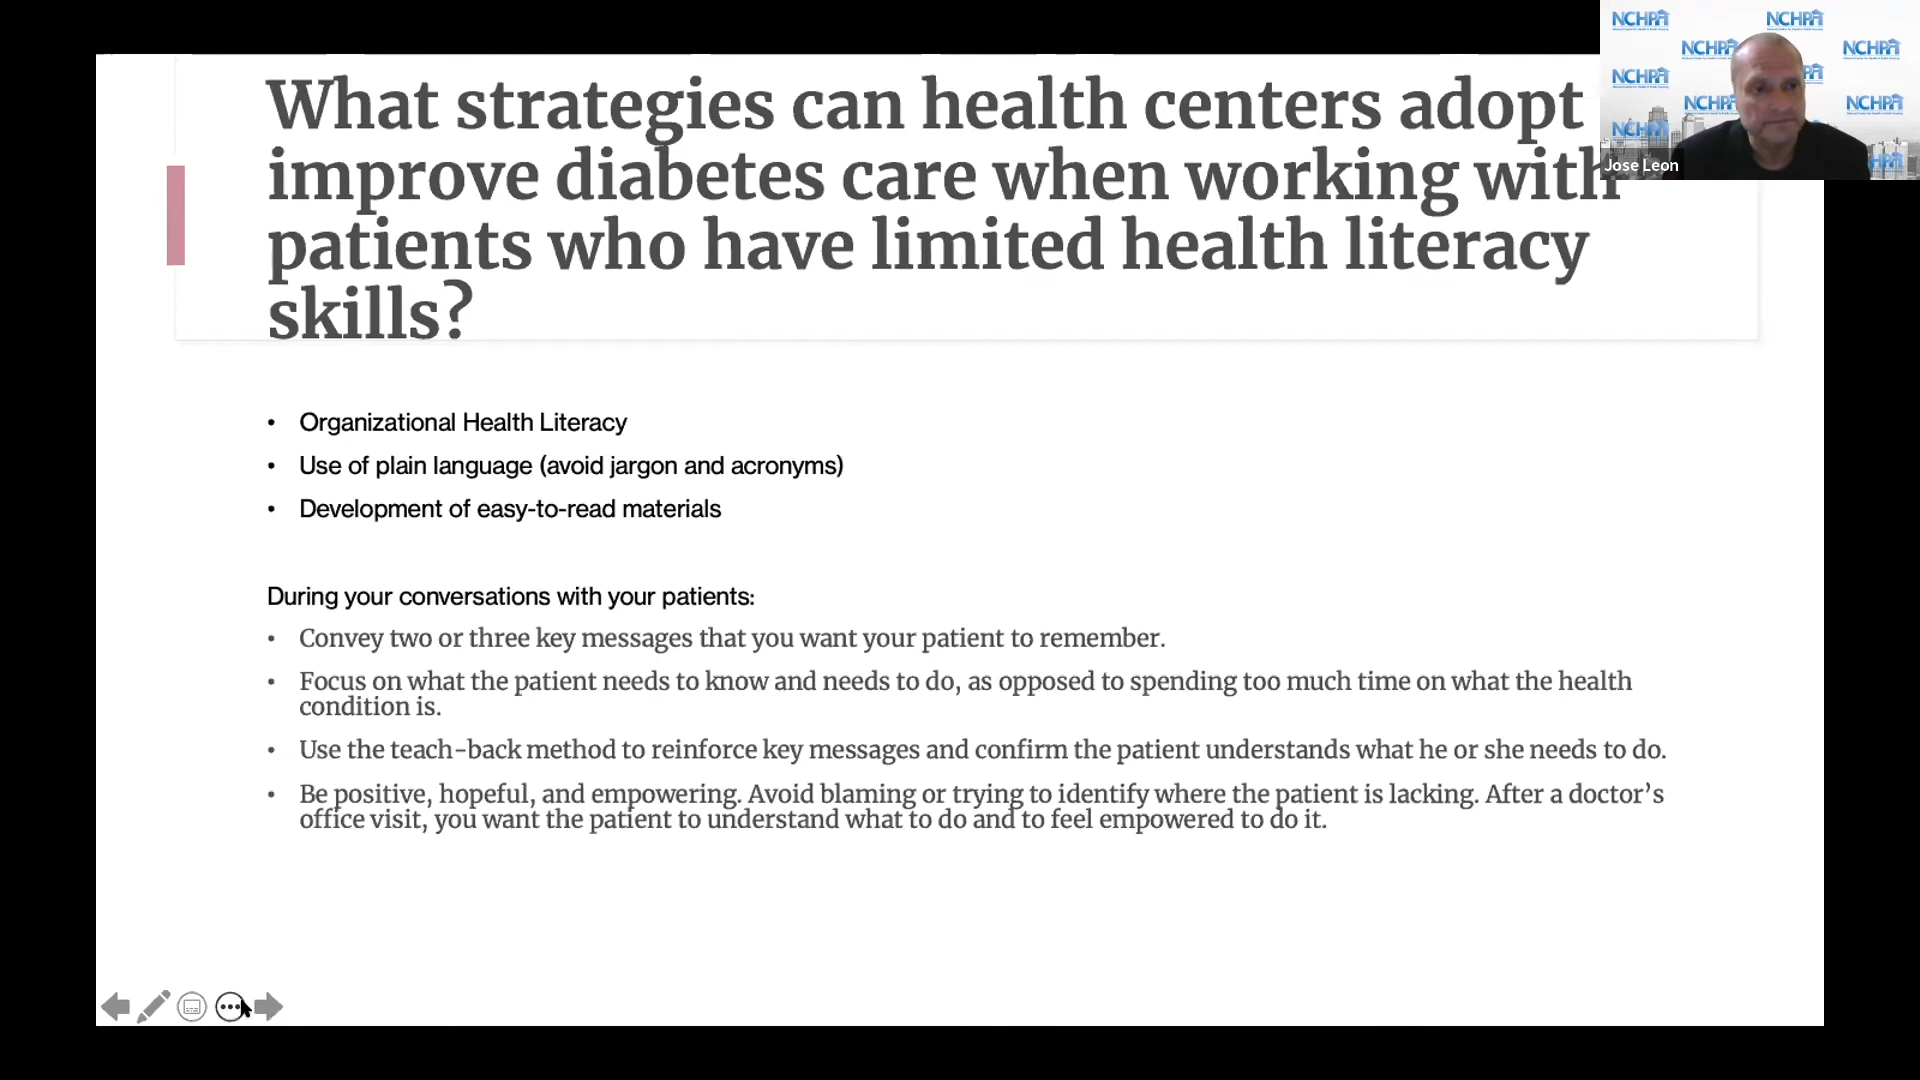 What strategies can health centers adopt
improve diabetes care when working with
patients who have limited health literacy
skills?
• Organizational Health Literacy
• Use of plain language (avoid jargon and acronyms)
• Development of easy-to-read materials
During your conversations with your patients:
• Convey two or three key messages that you want your patient to remember.
• Focus on what the patient needs to know and needs to do, as opposed to spending too much time on what the health
condition is.
• Use the teach-back method to reinforce key messages and confirm the patient understands what he or she needs to do.
• Be positive, hopeful, and empowering. Avoid blaming or trying to identify where the patient is lacking. After a doctor’s
office visit, you want the patient to understand what to do and to feel empowered to do it.
NCHPH NCHPH
NCHPH NCHPH
NCHPH
NCHPH NCHPH
Jose Leon